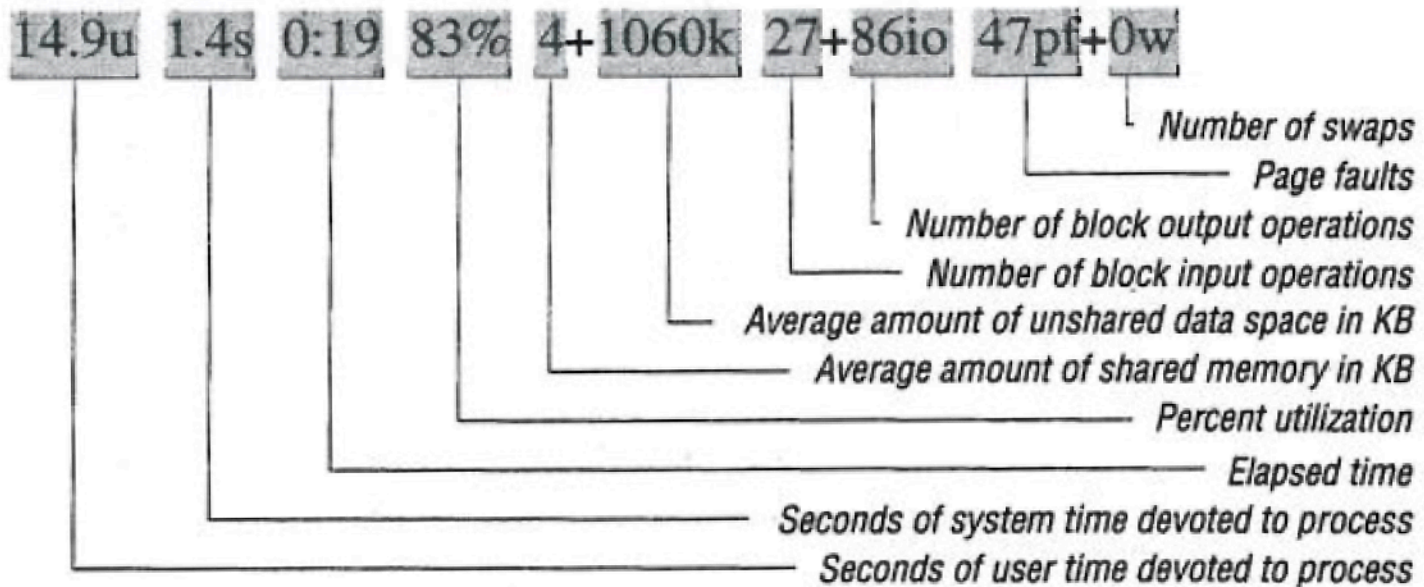 14.9u 1.4s 0:19 83% 4+1060k 27+86io 47pf+0w
Number of swaps
Page faults
Number of block output operations
Number of block input operations
Average amount of unshared data space in KB
Average amount of shared memory in KB
Percent utilization
Elapsed time
Seconds of system time devoted to process
Seconds of user time devoted to process